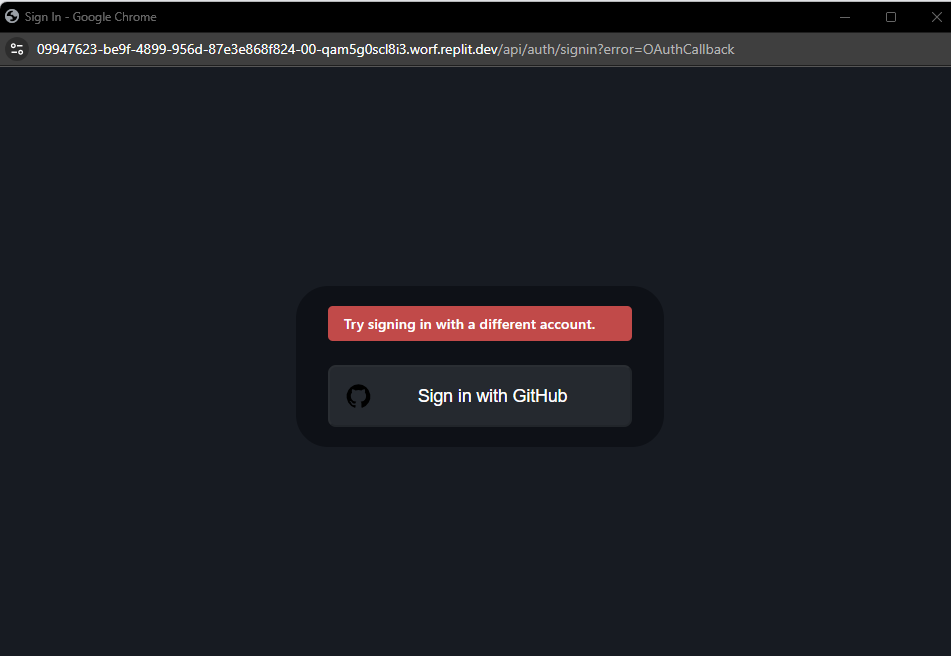 Sign In - Google Chrome
09947623-be9f-4899-956d-87e3e868f824-00-qam5g0scl8i3.worf.replit.dev/api/auth/signin?error=OAuthCallback
Try signing in with a different account.
Sign in with GitHub